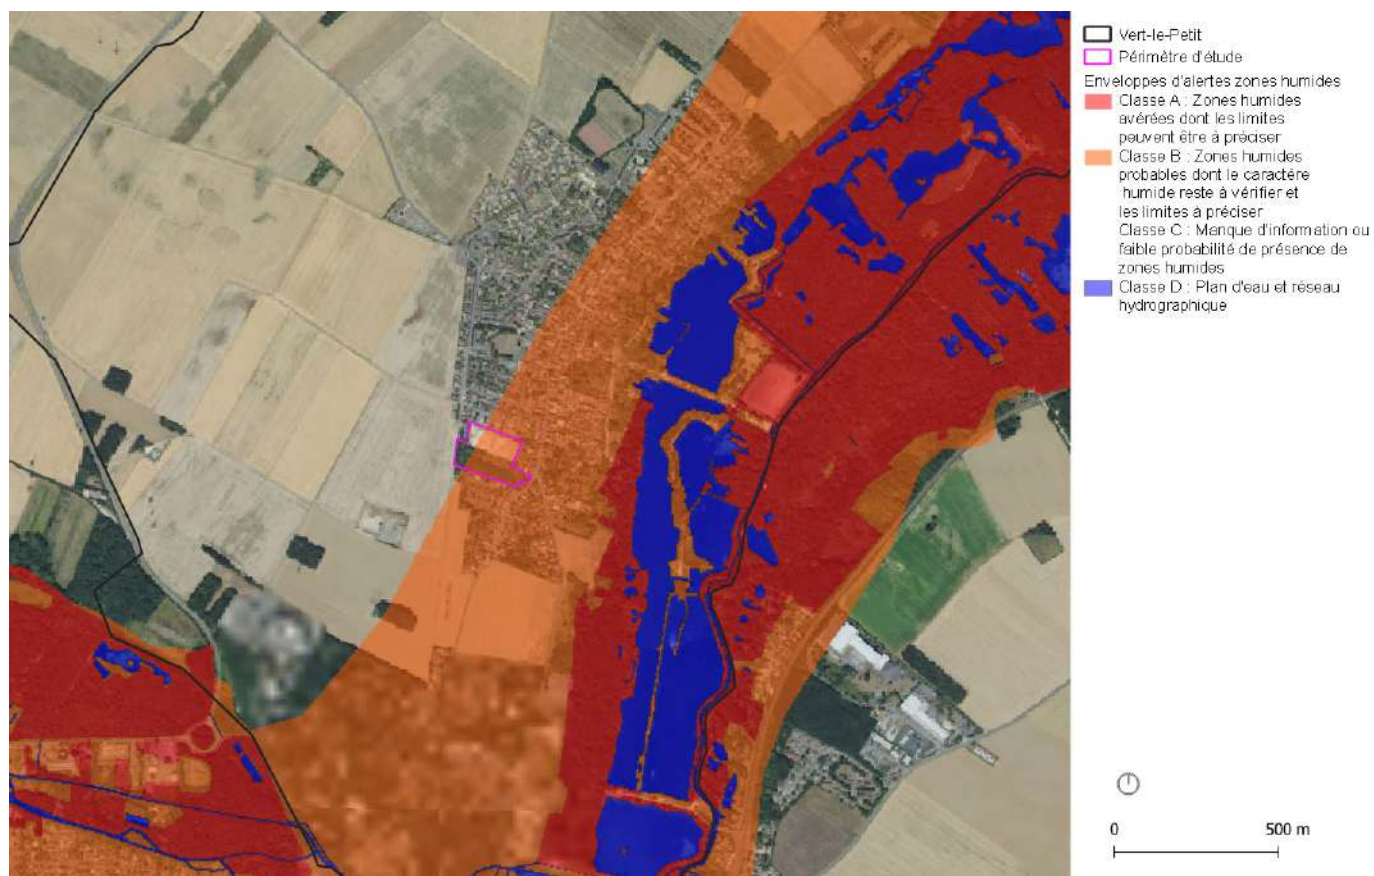 Vert-le-Petit
Périmètre d'étude
Enveloppes d'alertes zones humides
Classe A : Zones humides
avérées dont les limites
peuvent être à préciser
Classe B : Zones humides
probables dont le caractére
humide reste à vérifier et
les limites à préciser
Classe C : Manque d'information ou
faible probabilité de présence de
zones humides
Classe D : Plan d'eau et réseau
hydrographique
0 500 m